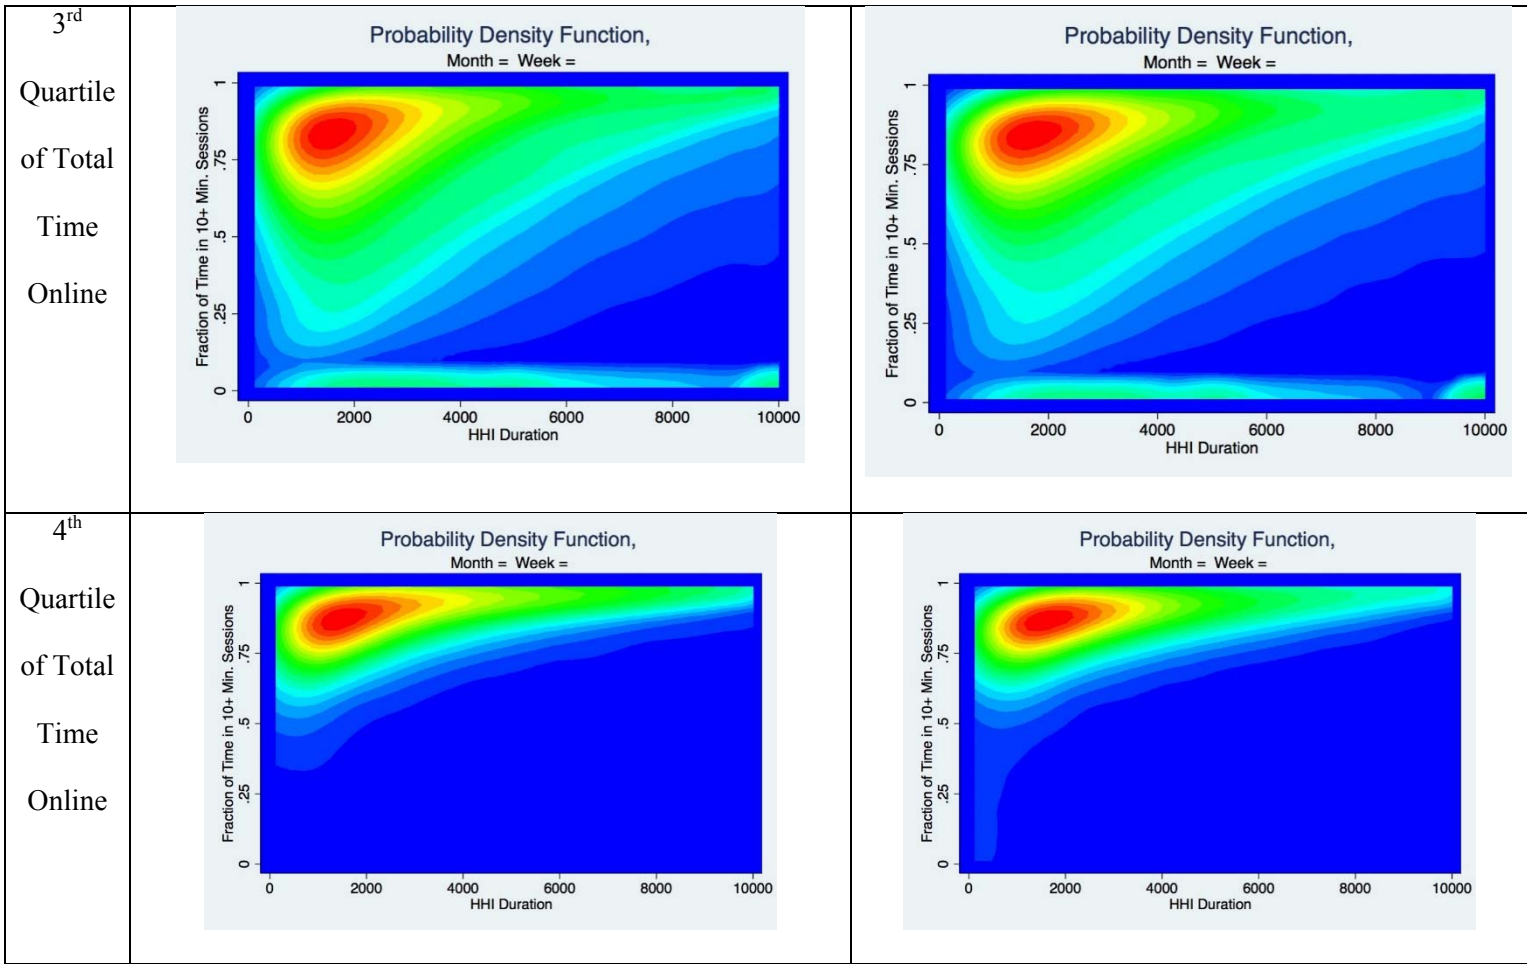 3rd
Quartile
of Total
Time
Online
Probability Density Function,
Month = Week =
Fraction of Time in 10+ Min. Sessions
1
.75
.5
.25
0
0 2000 4000 6000 8000 10000
HHI Duration
Probability Density Function,
Month = Week =
Fraction of Time in 10+ Min. Sessions
1
.75
.5
.25
0
0 2000 4000 6000 8000 10000
HHI Duration
4th
Quartile
of Total
Time
Online
Probability Density Function,
Month = Week =
Fraction of Time in 10+ Min. Sessions
1
.75
.5
.25
0
0 2000 4000 6000 8000 10000
HHI Duration
Probability Density Function,
Month = Week =
Fraction of Time in 10+ Min. Sessions
1
.75
.5
.25
0
0 2000 4000 6000 8000 10000
HHI Duration